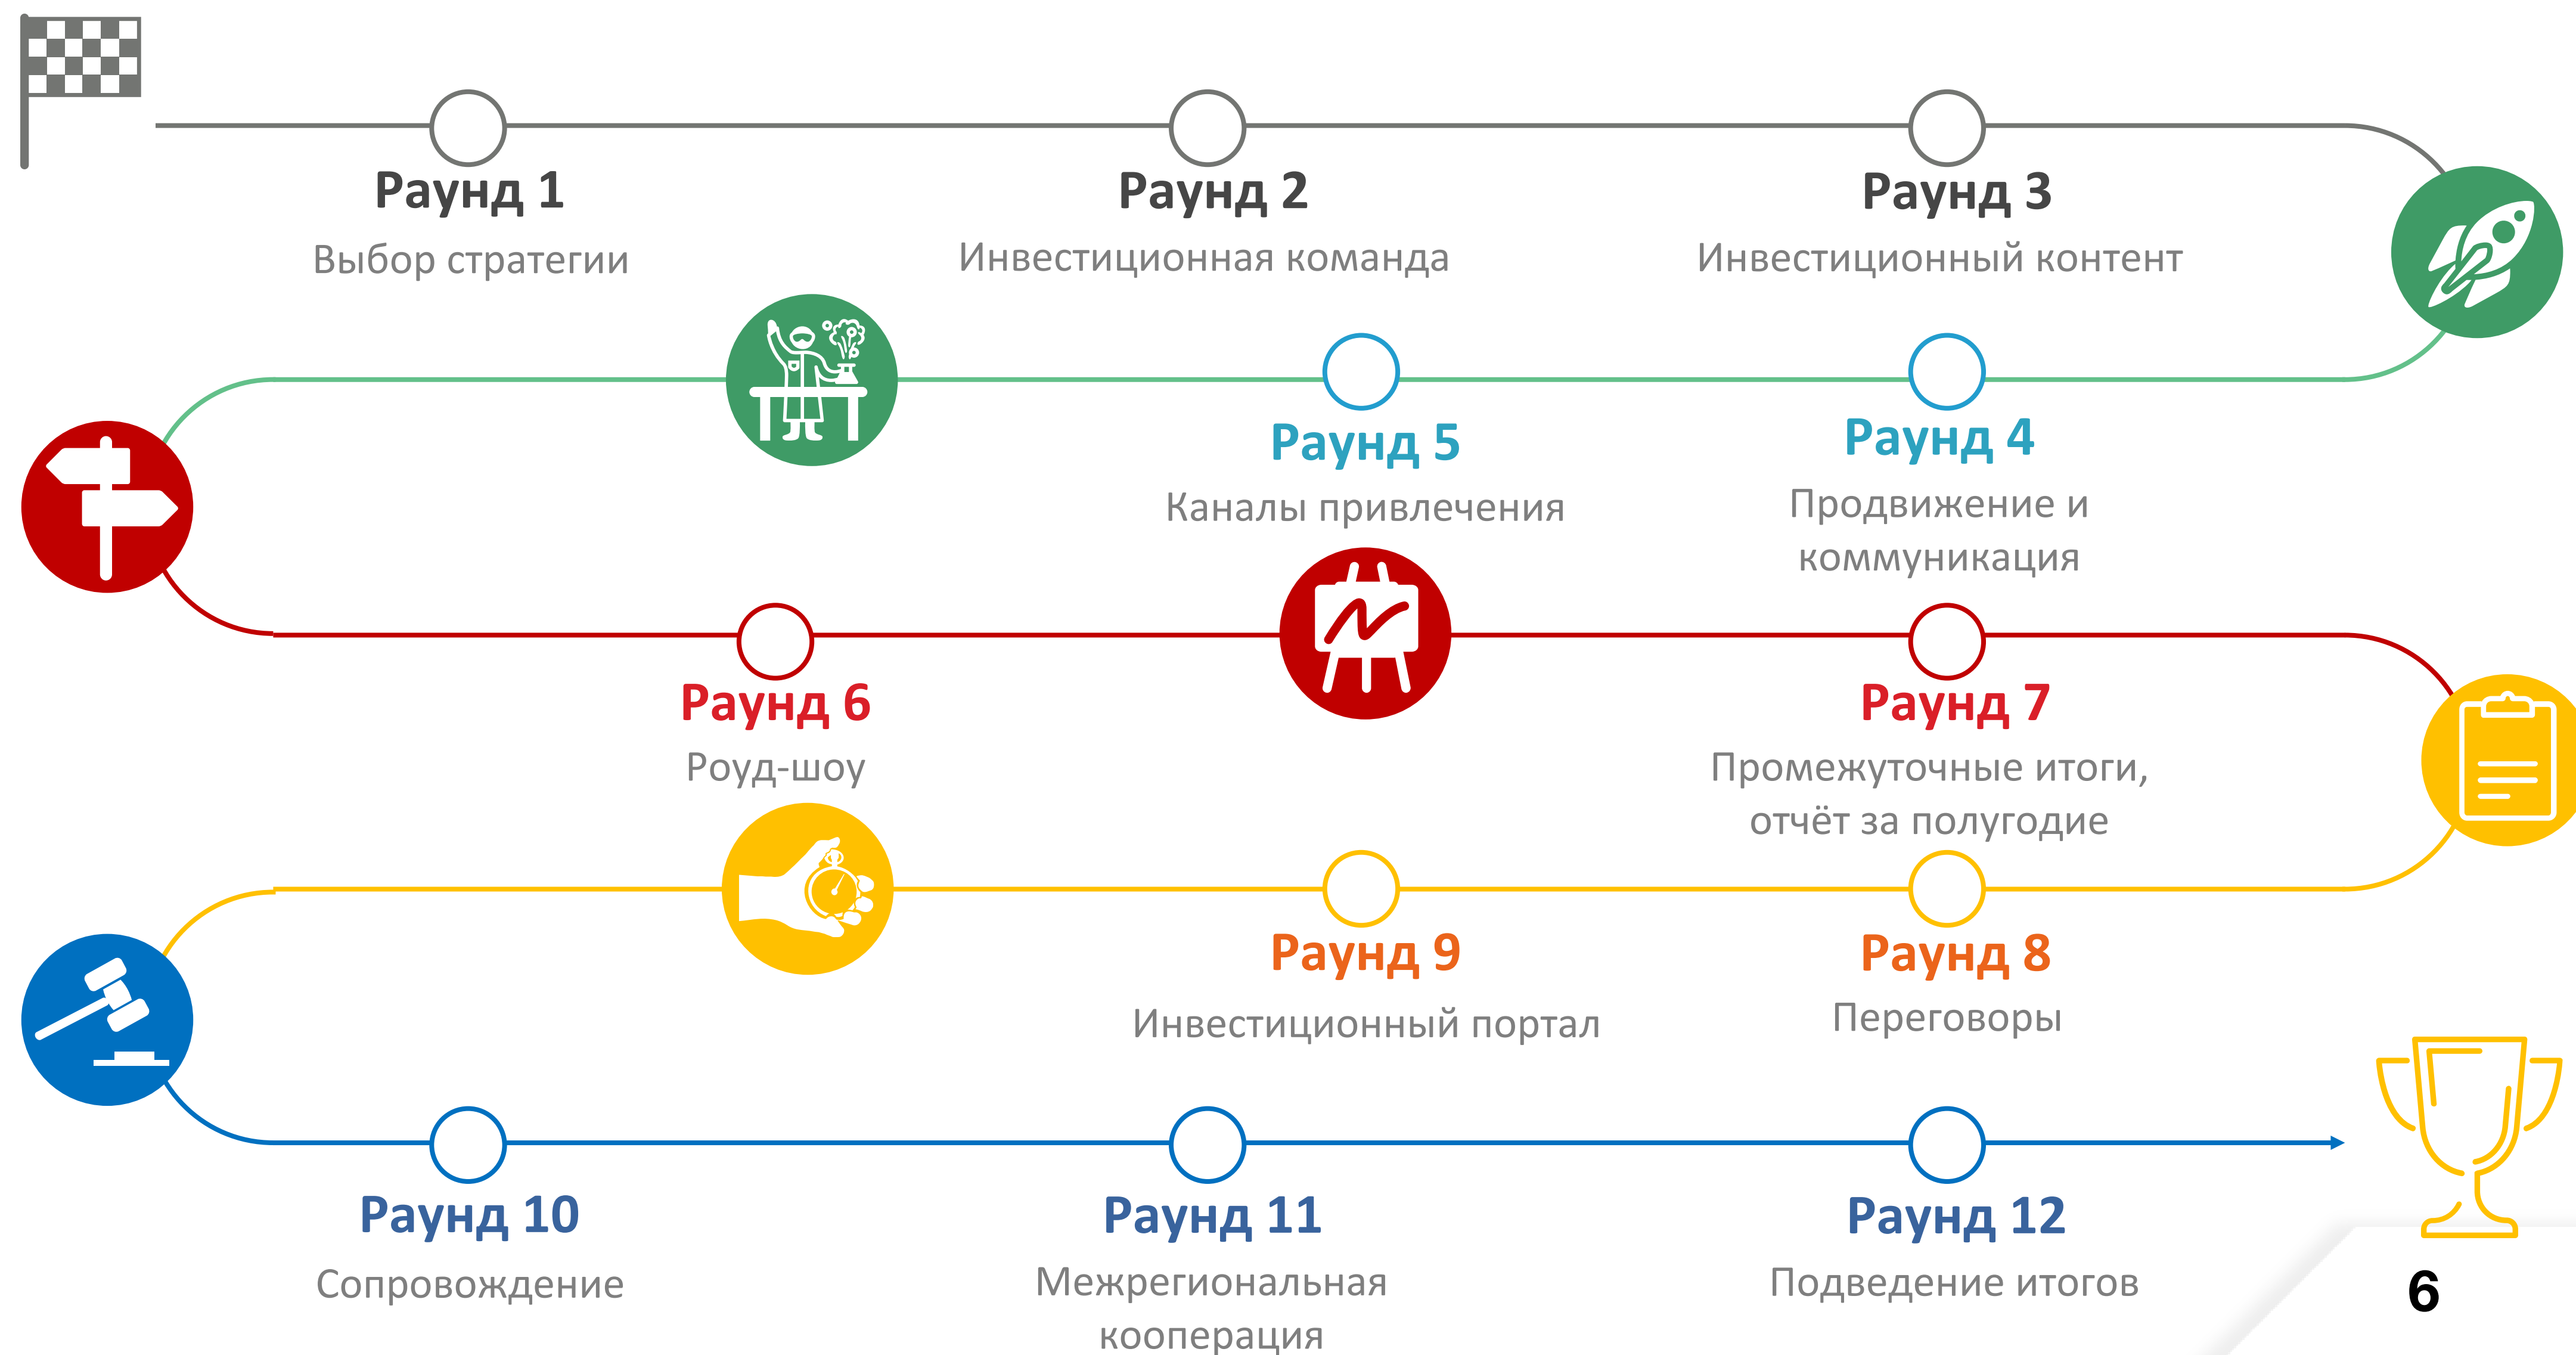 Раунд 1
Выбор стратегии
Раунд 2
Инвестиционная команда
Раунд 3
Инвестиционный контент
Раунд 4
Продвижение и
коммуникация
Раунд 5
Каналы привлечения
Раунд 6
Роуд-шоу
Раунд 7
Промежуточные итоги,
отчёт за полугодие
Раунд 8
Переговоры
Раунд 9
Инвестиционный портал
Раунд 10
Сопровождение
Раунд 11
Межрегиональная
кооперация
Раунд 12
Подведение итогов
6